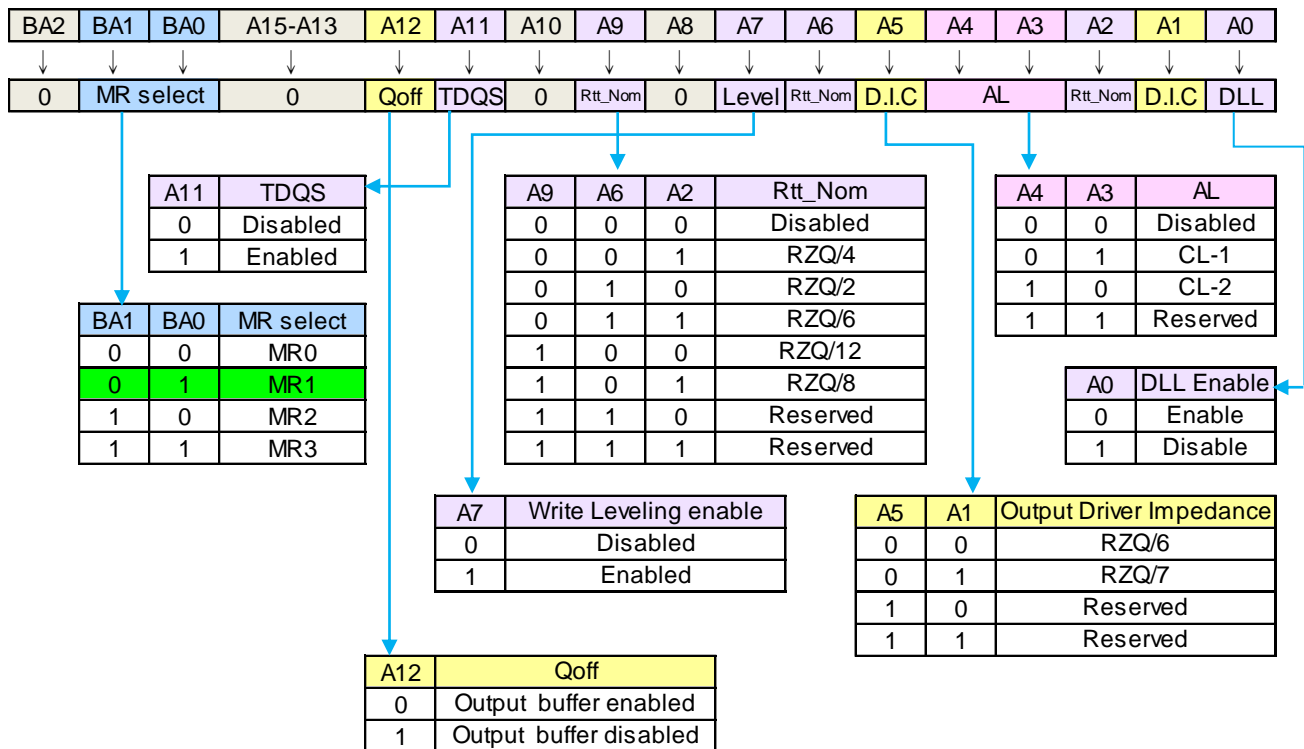 BA2 BA1 BA0 A15-A13 A12 A11 A10 A9 A8 A7 A6 A5 A4 A3 A2 A1 A0
0 MR select 0 Qoff TDQS 0 Rtt_Nom 0 Level Rtt_Nom D.I.C AL Rtt_Nom D.I.C DLL
A11 TDQS
0 Disabled
1 Enabled
BA1 BA0 MR select
0 0 MR0
0 1 MR1
1 0 MR2
1 1 MR3
A9 A6 A2 Rtt_Nom
0 0 0 Disabled
0 0 1 RZQ/4
0 1 0 RZQ/2
0 1 1 RZQ/6
1 0 0 RZQ/12
1 0 1 RZQ/8
1 1 0 Reserved
1 1 1 Reserved
A4 A3 AL
0 0 Disabled
0 1 CL-1
1 0 CL-2
1 1 Reserved
A0 DLL Enable
0 Enable
1 Disable
A7 Write Leveling enable
0 Disabled
1 Enabled
A5 A1 Output Driver Impedance
0 0 RZQ/6
0 1 RZQ/7
1 0 Reserved
1 1 Reserved
A12 Qoff
0 Output buffer enabled
1 Output buffer disabled